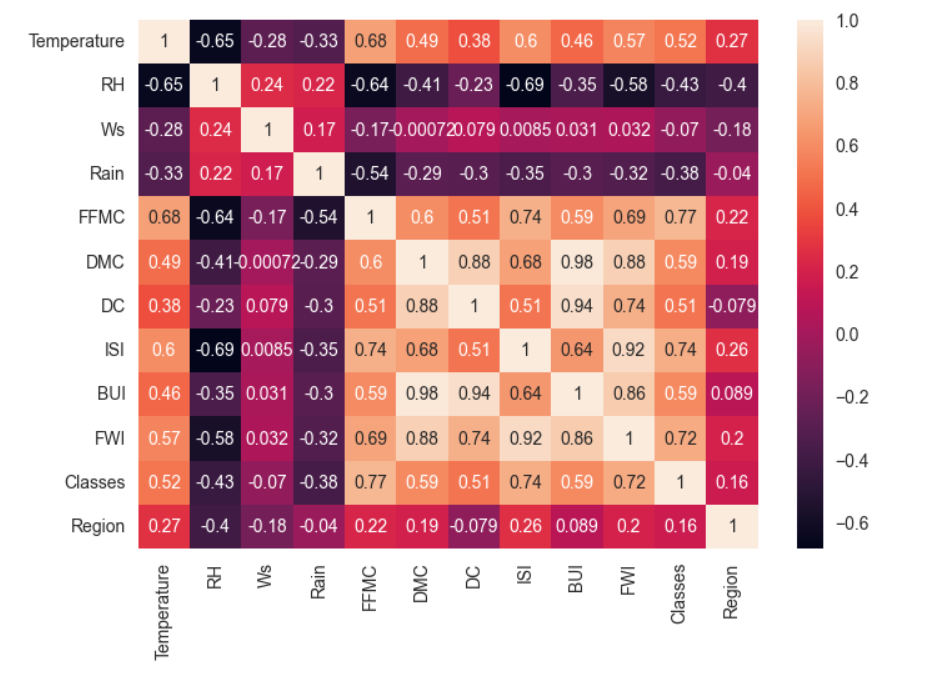 1.0
Temperature 1 -0.65 -0.28 -0.33 0.68 0.49 0.38 0.6 0.46 0.57 0.52 0.27
0.8
RH -0.65 1 0.24 0.22 -0.64 -0.41 -0.23 -0.69 -0.35 -0.58 -0.43 -0.4
Ws -0.28 0.24 1 0.17 -0.17 -0.00072 0.079 0.0085 0.031 0.032 -0.07 -0.18
0.6
Rain -0.33 0.22 0.17 1 -0.54 -0.29 -0.3 -0.35 -0.3 -0.32 -0.38 -0.04
0.4
FFMC 0.68 -0.64 -0.17 -0.54 1 0.6 0.51 0.74 0.59 0.69 0.77 0.22
DMC 0.49 -0.41 -0.00072 -0.29 0.6 1 0.88 0.68 0.98 0.88 0.59 0.19
0.2
DC 0.38 -0.23 0.079 -0.3 0.51 0.88 1 0.51 0.94 0.74 0.51 -0.079
0.0
ISI 0.6 -0.69 0.0085 -0.35 0.74 0.68 0.51 1 0.64 0.92 0.74 0.26
BUI 0.46 -0.35 0.031 -0.3 0.59 0.98 0.94 0.64 1 0.86 0.59 0.089
−0.2
FWI 0.57 -0.58 0.032 -0.32 0.69 0.88 0.74 0.92 0.86 1 0.72 0.2
−0.4
Classes 0.52 -0.43 -0.07 -0.38 0.77 0.59 0.51 0.74 0.59 0.72 1 0.16
Region 0.27 -0.4 -0.18 -0.04 0.22 0.19 -0.079 0.26 0.089 0.2 0.16 1
−0.6
Temperature
RH
Ws
Rain
FFMC
DMC
DC
ISI
BUI
FWI
Classes
Region